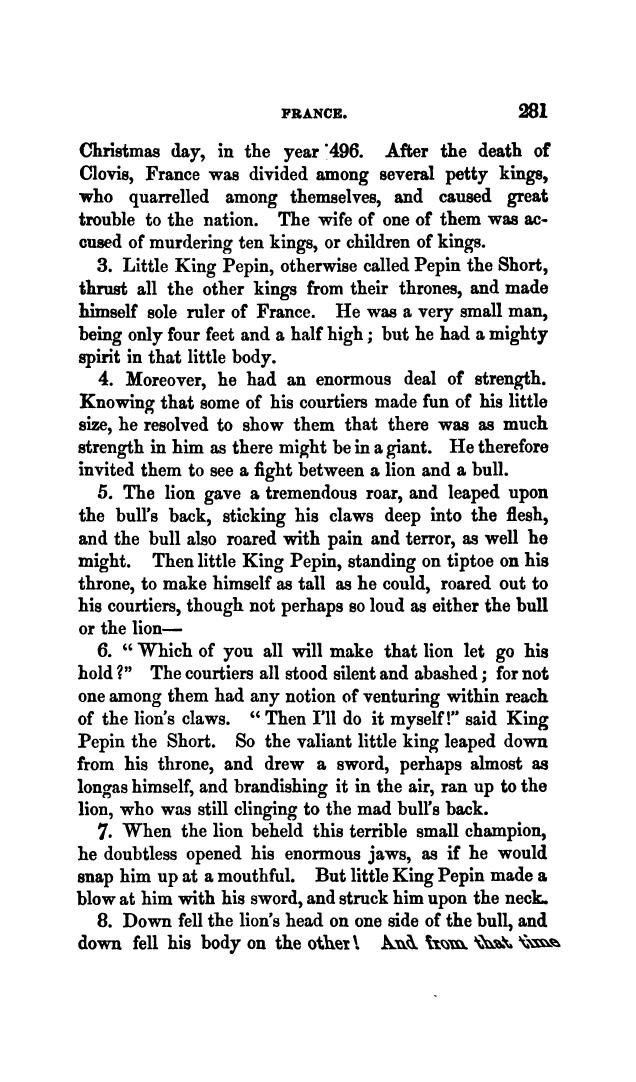 FRANCE. 281
Christmas day, in the year '496. After the death of
Clovis, France was divided among several petty kings,
who quarrelled among themselves, and caused great
trouble to the nation. The wife of one of them was ac-
cused of murdering ten kings, or children of kings.
3. Little King Pepin, otherwise called Pepin the Short,
thrust all the other kings from their thrones, and made
himself sole ruler of France. He was a very small man,
being only four feet and a half high; but he had a mighty
spirit in that little body.
4. Moreover, he had an enormous deal of strength.
Knowing that some of his courtiers made fun of his little
size, he resolved to show them that there was as much
strength in him as there might be in a giant. He therefore
invited them to see a fight between a lion and a bull.
5. The lion gave a tremendous roar, and leaped upon
the bull's back, sticking his claws deep into the flesh,
and the bull also roared with pain and terror, as well he
might. Then little King Pepin, standing on tiptoe on his
throne, to make himself as tall as he could, roared out to
his courtiers, though not perhaps so loud as either the bull
or the lion—
6. “Which of you all will make that lion let go his
hold?” The courtiers all stood silent and abashed; for not
one among them had any notion of venturing within reach
of the lion's claws. “Then I'll do it myself!” said King
Pepin the Short. So the valiant little king leaped down
from his throne, and drew a sword, perhaps almost as
longas himself, and brandishing it in the air, ran up to the
lion, who was still clinging to the mad bull's back.
7. When the lion beheld this terrible small champion,
he doubtless opened his enormous jaws, as if he would
snap him up at a mouthful. But little King Pepin made a
blow at him with his sword, and struck him upon the neck.
8. Down fell the lion's head on one side of the bull, and
down fell his body on the other! And from that time